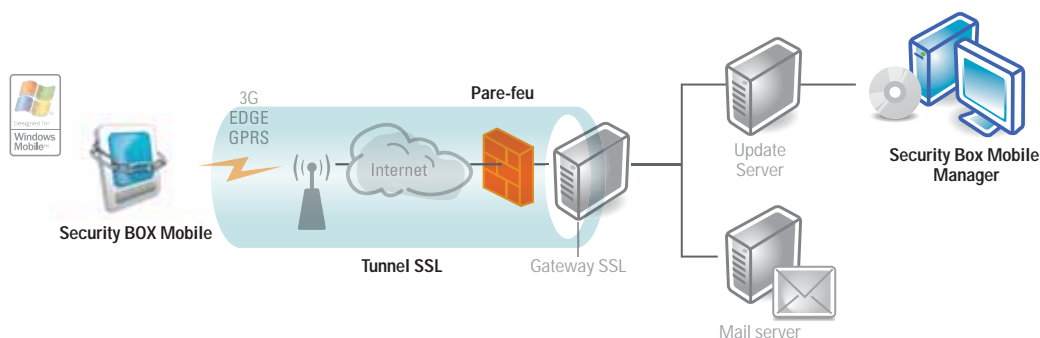 Designed for
Windows
Mobile™
Security BOX Mobile
3G
EDGE
GPRS
Internet
Pare-feu
Tunnel SSL
Gateway SSL
Update
Server
Mail server
Security Box Mobile
Manager